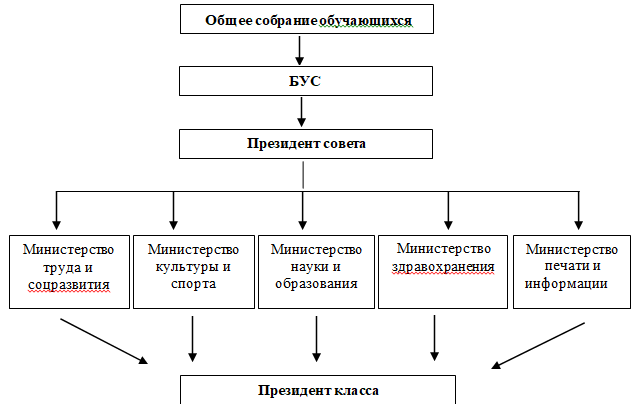 Общее собрание обучающихся
БУС
Президент совета
Министерство
труда и
соцразвития
Министерство
культуры и
спорта
Министерство
науки и
образования
Министерство
здравохранения
Министерство
печати и
информации
Президент класса